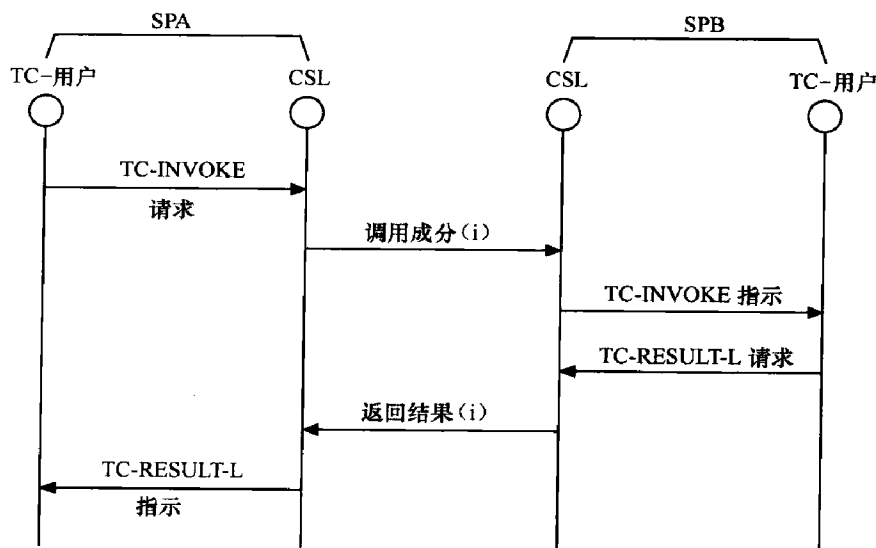 SPA
SPB
TC-用户
CSL
CSL
TC-用户
TC-INVOKE
请求
调用成分(i)
TC-INVOKE 指示
TC-RESULT-L 请求
返回结果(i)
TC-RESULT-L
指示